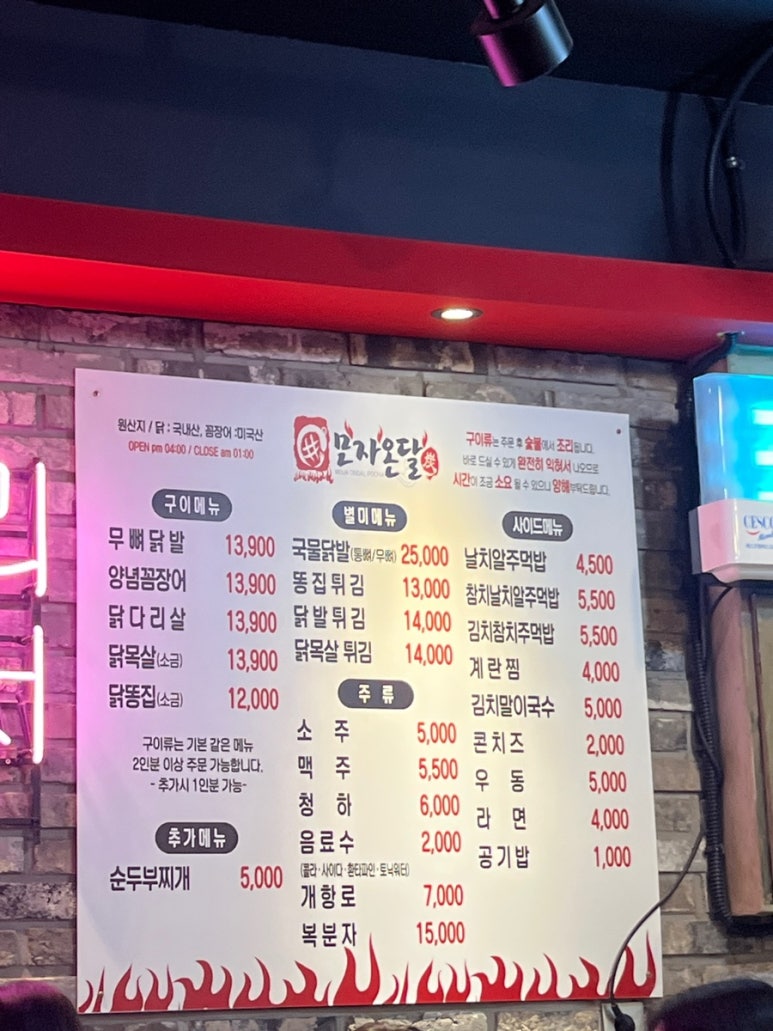 원산지 / 닭 : 국내산, 꼼장어 :미국산
OPEN pm 04:00 / CLOSE am 01:00
모자온달 炭
구이류는 주문 후 숯불에서 조리됩니다.
바로 드실 수 있게 완전히 익혀서 나오므로
시간이 조금 소요 될 수 있으니 양해부탁드립니다.
구이메뉴
무뼈닭발 13,900
양념꼼장어 13,900
닭다리살 13,900
닭목살(소금) 13,900
닭똥집(소금) 12,000
구이류는 기본 같은 메뉴
2인분 이상 주문 가능합니다.
- 추가시 1인분 가능-
추가메뉴
순두부찌개 5,000
별미메뉴
국물닭발(통뼈/무뼈) 25,000
똥집튀김 13,000
닭발튀김 14,000
닭목살 튀김 14,000
주 류
소 주 5,000
맥 주 5,500
청 하 6,000
음료수 2,000
(콜라·사이다·환타파인·토닉워터)
개항로 7,000
복분자 15,000
사이드메뉴
날치알주먹밥 4,500
참치날치알주먹밥 5,500
김치참치주먹밥 5,500
계란찜 4,000
김치말이국수 5,000
콘치즈 2,000
우 동 5,000
라 면 4,000
공기밥 1,000
CESCO